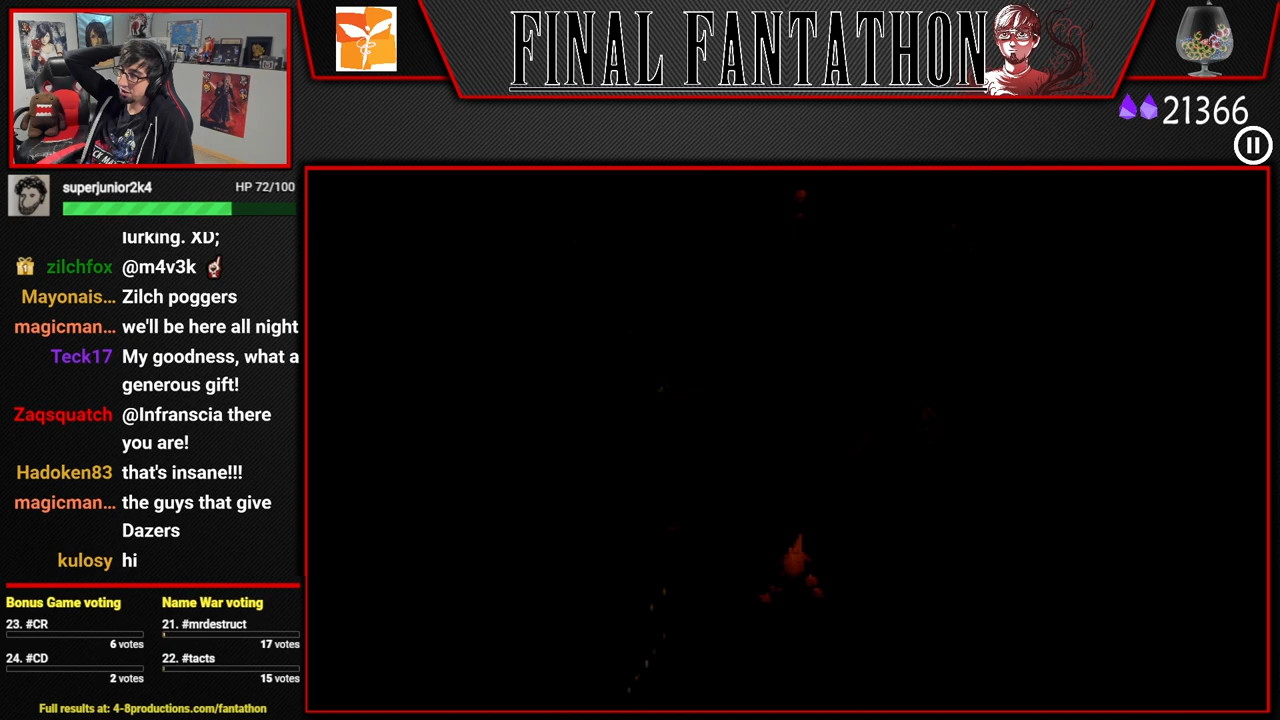 FINAL FANTATHON
21366
superjunior2k4 HP 72/100
lurking. XD;
zilchfox @m4v3k
Mayonais… Zilch poggers
magicman… we'll be here all night
Teck17 My goodness, what a
generous gift!
Zaqsquatch @Infranscia there
you are!
Hadoken83 that's insane!!!
magicman… the guys that give
Dazers
kulosy hi
Bonus Game voting
23. #CR
6 votes
24. #CD
2 votes
Name War voting
21. #mrdestruct
17 votes
22. #tacts
15 votes
Full results at: 4-8productions.com/fantathon